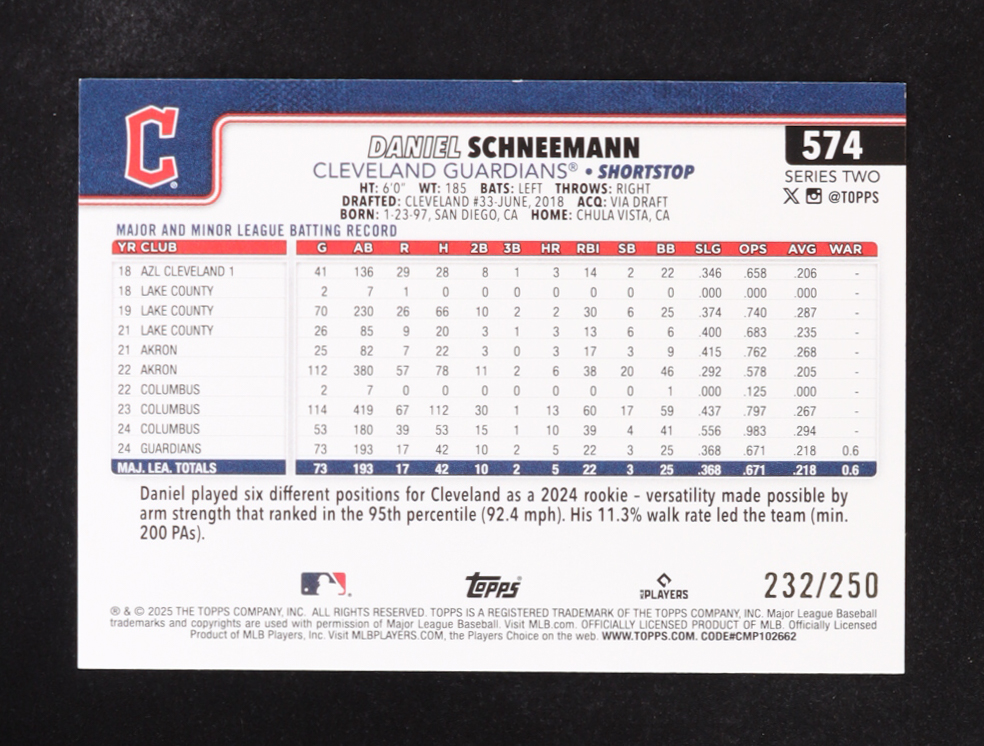 C
DANIEL SCHNEEMANN
574
CLEVELAND GUARDIANS® • SHORTSTOP
SERIES TWO
HT: 6'0" WT: 185 BATS: LEFT THROWS: RIGHT
@TOPPS
DRAFTED: CLEVELAND #33-JUNE, 2018 ACQ: VIA DRAFT
BORN: 1-23-97, SAN DIEGO, CA HOME: CHULA VISTA, CA
MAJOR AND MINOR LEAGUE BATTING RECORD
YR CLUB G AB R H 2B 3B HR RBI SB BB SLG OPS AVG WAR
18 AZL CLEVELAND 1 41 136 29 28 8 1 3 14 2 22 .346 .658 .206 -
18 LAKE COUNTY 2 7 1 0 0 0 0 0 0 0 .000 .000 .000 -
19 LAKE COUNTY 70 230 26 66 10 2 2 30 6 25 .374 .740 .287 -
21 LAKE COUNTY 26 85 9 20 3 1 3 13 6 6 .400 .683 .235 -
21 AKRON 25 82 7 22 3 0 3 17 3 9 .415 .762 .268 -
22 AKRON 112 380 57 78 11 2 6 38 20 46 .292 .578 .205 -
22 COLUMBUS 2 7 0 0 0 0 0 0 0 1 .000 .125 .000 -
23 COLUMBUS 114 419 67 112 30 1 13 60 17 59 .437 .797 .267 -
24 COLUMBUS 53 180 39 53 15 1 10 39 4 41 .556 .983 .294 -
24 GUARDIANS 73 193 17 42 10 2 5 22 3 25 .368 .671 .218 0.6
MAJ. LEA. TOTALS 73 193 17 42 10 2 5 22 3 25 .368 .671 .218 0.6
Daniel played six different positions for Cleveland as a 2024 rookie – versatility made possible by
arm strength that ranked in the 95th percentile (92.4 mph). His 11.3% walk rate led the team (min.
200 PAs).
topps
PLAYERS
232/250
® & © 2025 THE TOPPS COMPANY, INC. ALL RIGHTS RESERVED. TOPPS IS A REGISTERED TRADEMARK OF THE TOPPS COMPANY, INC. Major League Baseball
trademarks and copyrights are used with permission of Major League Baseball. Visit MLB.com. OFFICIALLY LICENSED PRODUCT OF MLB. Officially Licensed
Product of MLB Players, Inc. Visit MLBPLAYERS.COM, the Players Choice on the web. WWW.TOPPS.COM. CODE#CMP102662